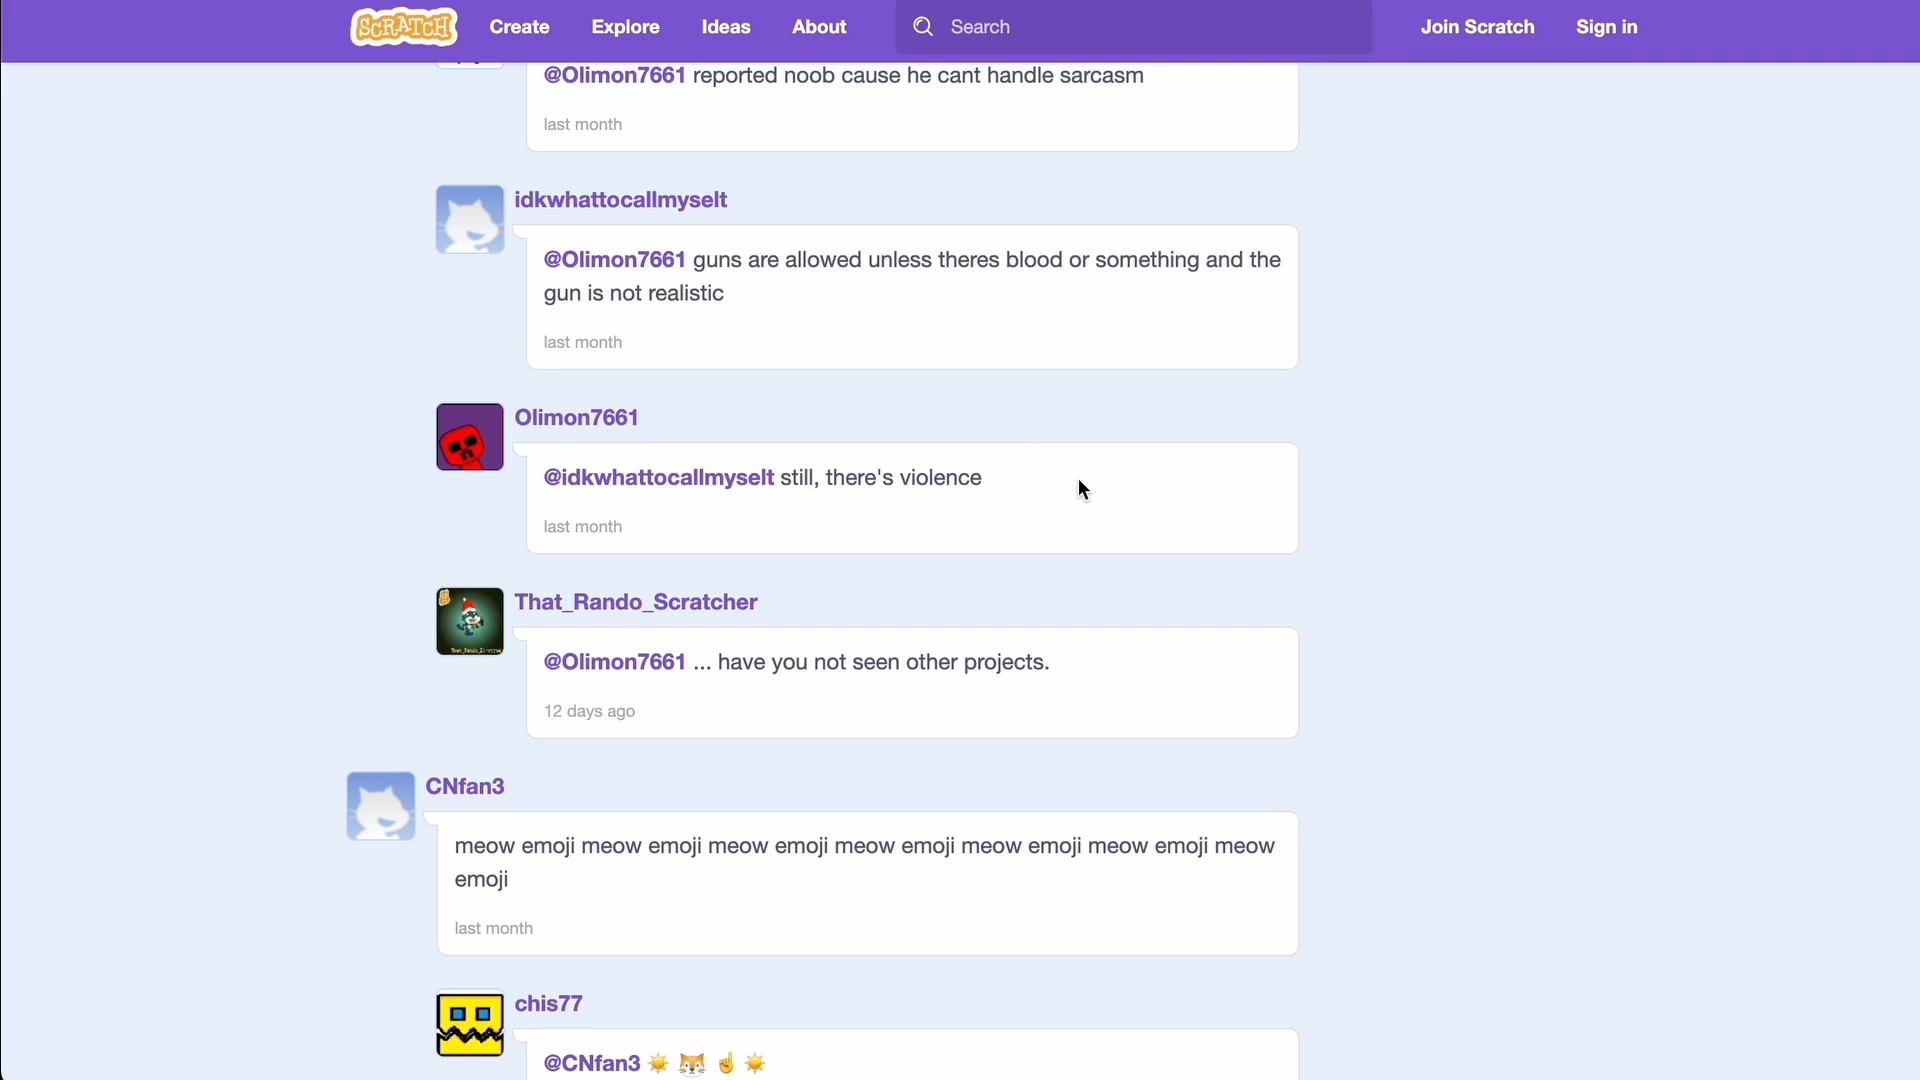 SCRATCH Create Explore Ideas About Search Join Scratch Sign in
@Olimon7661 reported noob cause he cant handle sarcasm
last month
idkwhattocallmyselt
@Olimon7661 guns are allowed unless theres blood or something and the
gun is not realistic
last month
Olimon7661
@idkwhattocallmyselt still, there's violence
last month
That_Rando_Scratcher
@Olimon7661 ... have you not seen other projects.
12 days ago
CNfan3
meow emoji meow emoji meow emoji meow emoji meow emoji meow emoji meow
emoji
last month
chis77
@CNfan3 ☀️ 🐱 ☝️ ☀️